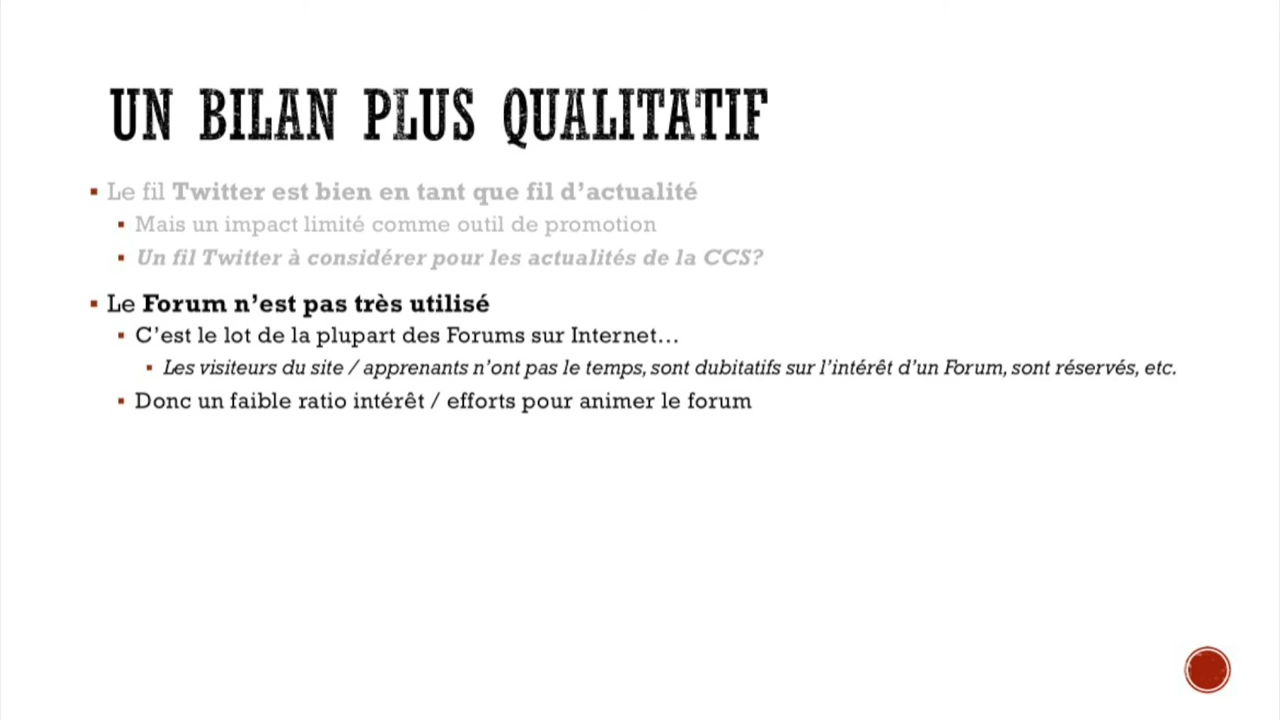 UN BILAN PLUS QUALITATIF
Le fil Twitter est bien en tant que fil d’actualité
Mais un impact limité comme outil de promotion
Un fil Twitter à considérer pour les actualités de la CCS?
Le Forum n’est pas très utilisé
C’est le lot de la plupart des Forums sur Internet…
Les visiteurs du site / apprenants n’ont pas le temps, sont dubitatifs sur l’intérêt d’un Forum, sont réservés, etc.
Donc un faible ratio intérêt / efforts pour animer le forum